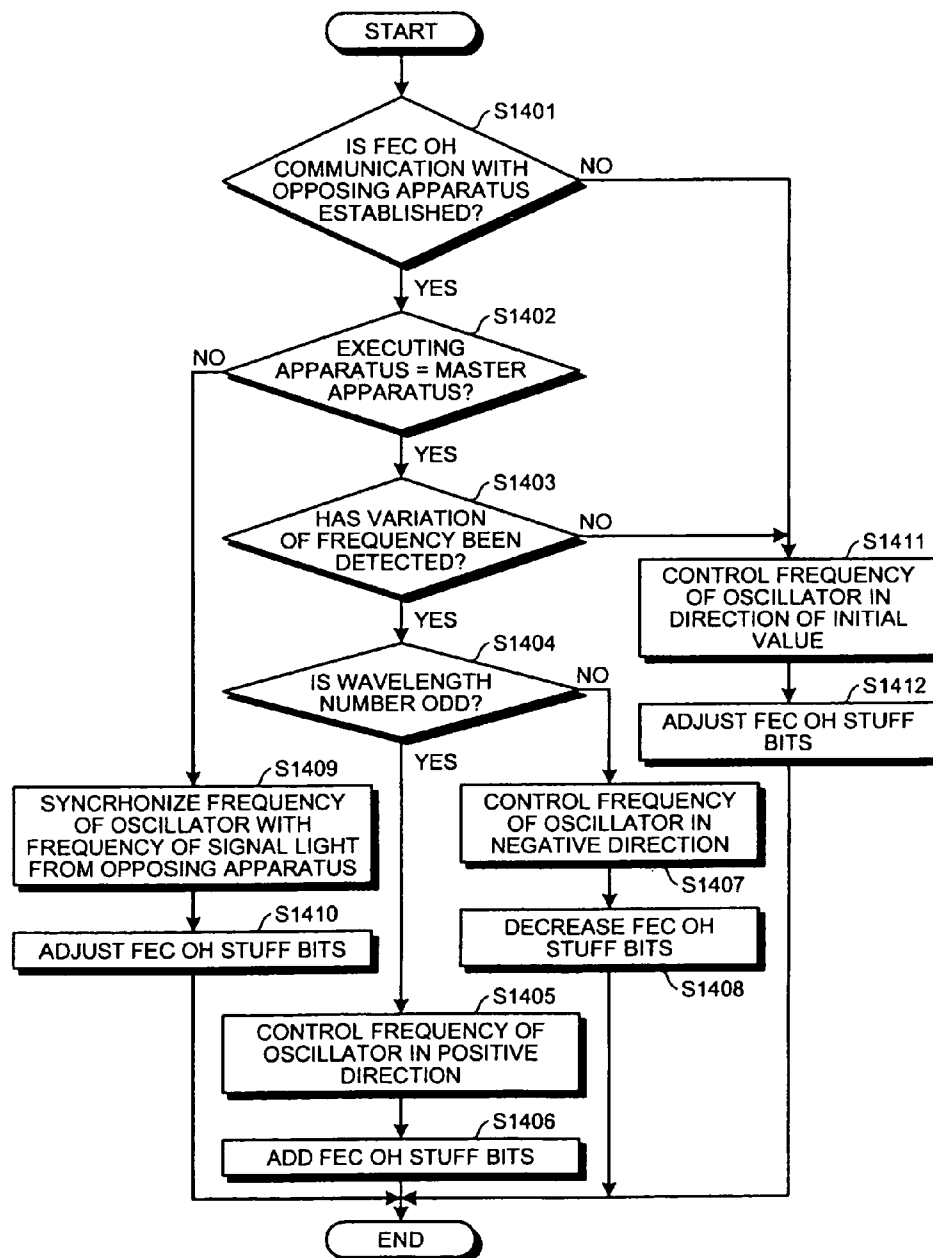 START
S1401
IS FEC OH
COMMUNICATION WITH
OPPOSING APPARATUS
ESTABLISHED?
NO
YES
S1402
EXECUTING
APPARATUS = MASTER
APPARATUS?
NO
YES
S1403
HAS VARIATION
OF FREQUENCY BEEN
DETECTED?
NO
YES
S1411
CONTROL FREQUENCY
OF OSCILLATOR IN
DIRECTION OF INITIAL
VALUE
S1404
IS WAVELENGTH
NUMBER ODD?
NO
YES
S1412
ADJUST FEC OH STUFF
BITS
S1409
SYNCRHONIZE FREQUENCY
OF OSCILLATOR WITH
FREQUENCY OF SIGNAL LIGHT
FROM OPPOSING APPARATUS
CONTROL FREQUENCY
OF OSCILLATOR IN
NEGATIVE DIRECTION
S1407
S1410
ADJUST FEC OH STUFF BITS
DECREASE FEC OH
STUFF BITS
S1408
S1405
CONTROL FREQUENCY OF
OSCILLATOR IN POSITIVE
DIRECTION
S1406
ADD FEC OH STUFF BITS
END